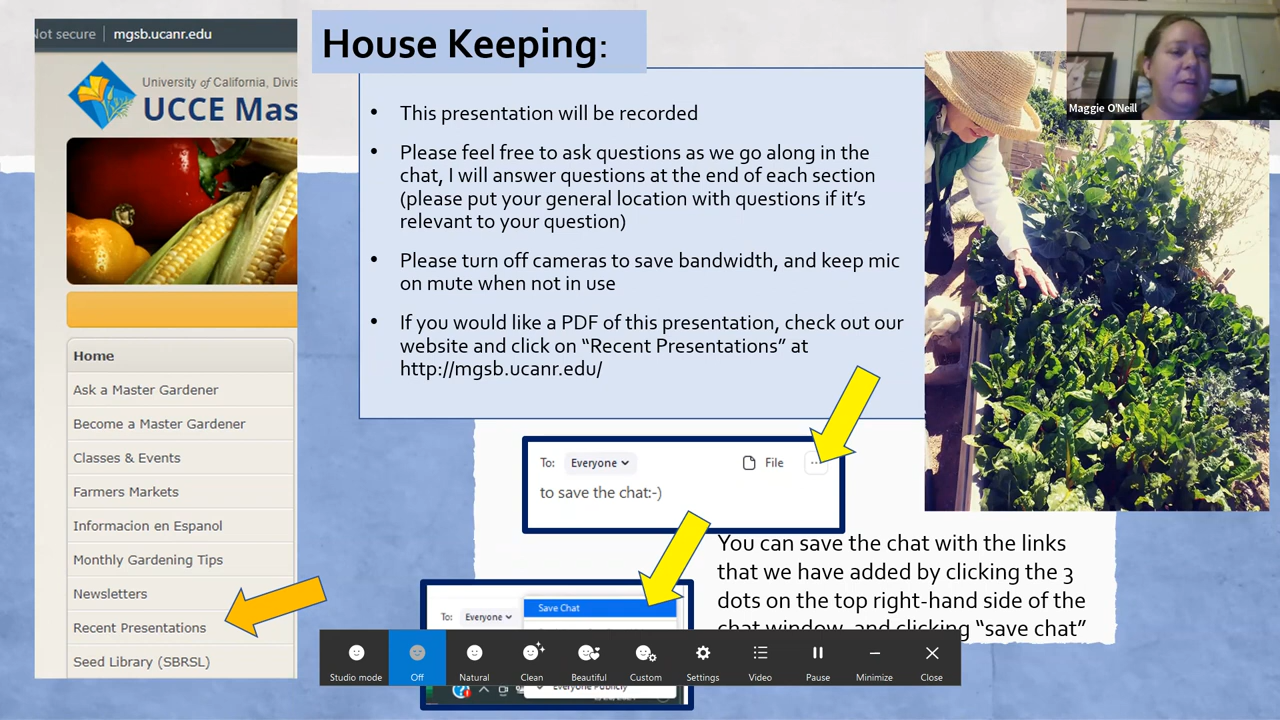 Not secure mgsb.ucanr.edu
University of California, Divis
UCCE Mas
Home
Ask a Master Gardener
Become a Master Gardener
Classes & Events
Farmers Markets
Informacion en Espanol
Monthly Gardening Tips
Newsletters
Recent Presentations
Seed Library (SBRSL)
House Keeping:
• This presentation will be recorded
• Please feel free to ask questions as we go along in the
chat, I will answer questions at the end of each section
(please put your general location with questions if it's
relevant to your question)
• Please turn off cameras to save bandwidth, and keep mic
on mute when not in use
• If you would like a PDF of this presentation, check out our
website and click on “Recent Presentations” at
http://mgsb.ucanr.edu/
Maggie O'Neill
To: Everyone File ...
to save the chat:-)
You can save the chat with the links
that we have added by clicking the 3
dots on the top right-hand side of the
chat window, and clicking “save chat”
To: Everyone Save Chat
Everyone Publicly
Studio mode Off Natural Clean Beautiful Custom Settings Video Pause Minimize Close